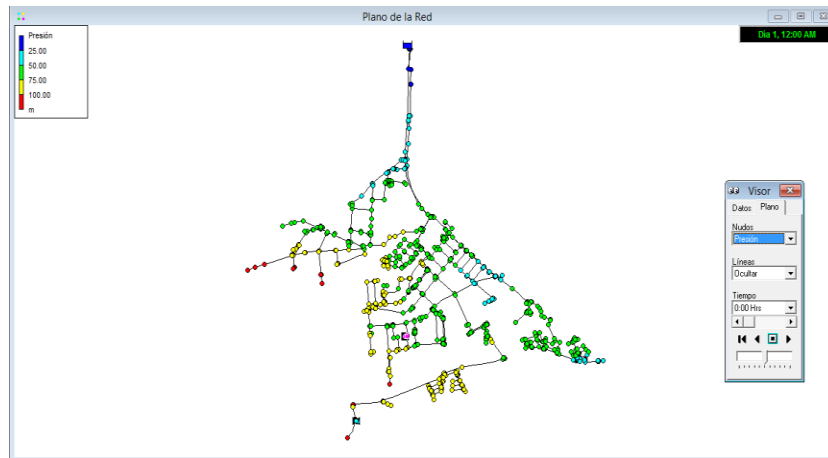 Plano de la Red
Presión
25.00
50.00
75.00
100.00
m
Día 1, 12:00 AM
Visor
Datos
Plano
Nudos
Presión
Líneas
Ocultar
Tiempo
0:00 Hrs